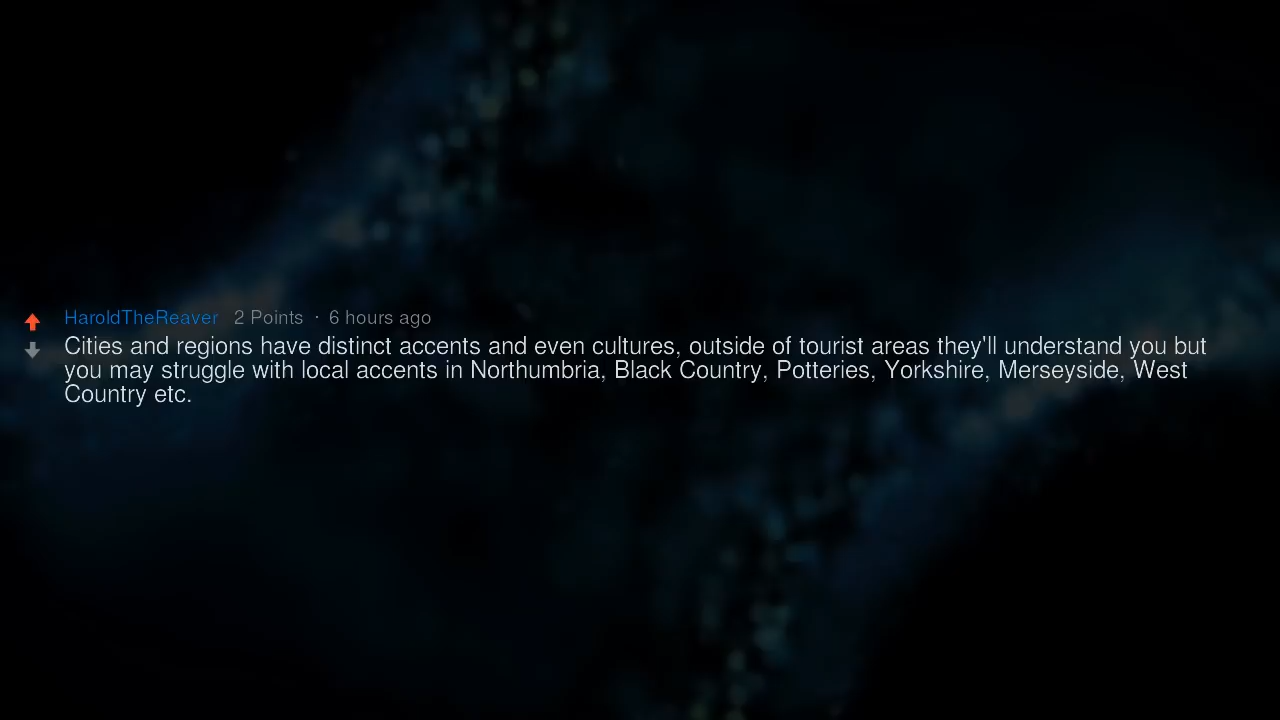 HaroldTheReaver 2 Points · 6 hours ago
Cities and regions have distinct accents and even cultures, outside of tourist areas they'll understand you but
you may struggle with local accents in Northumbria, Black Country, Potteries, Yorkshire, Merseyside, West
Country etc.